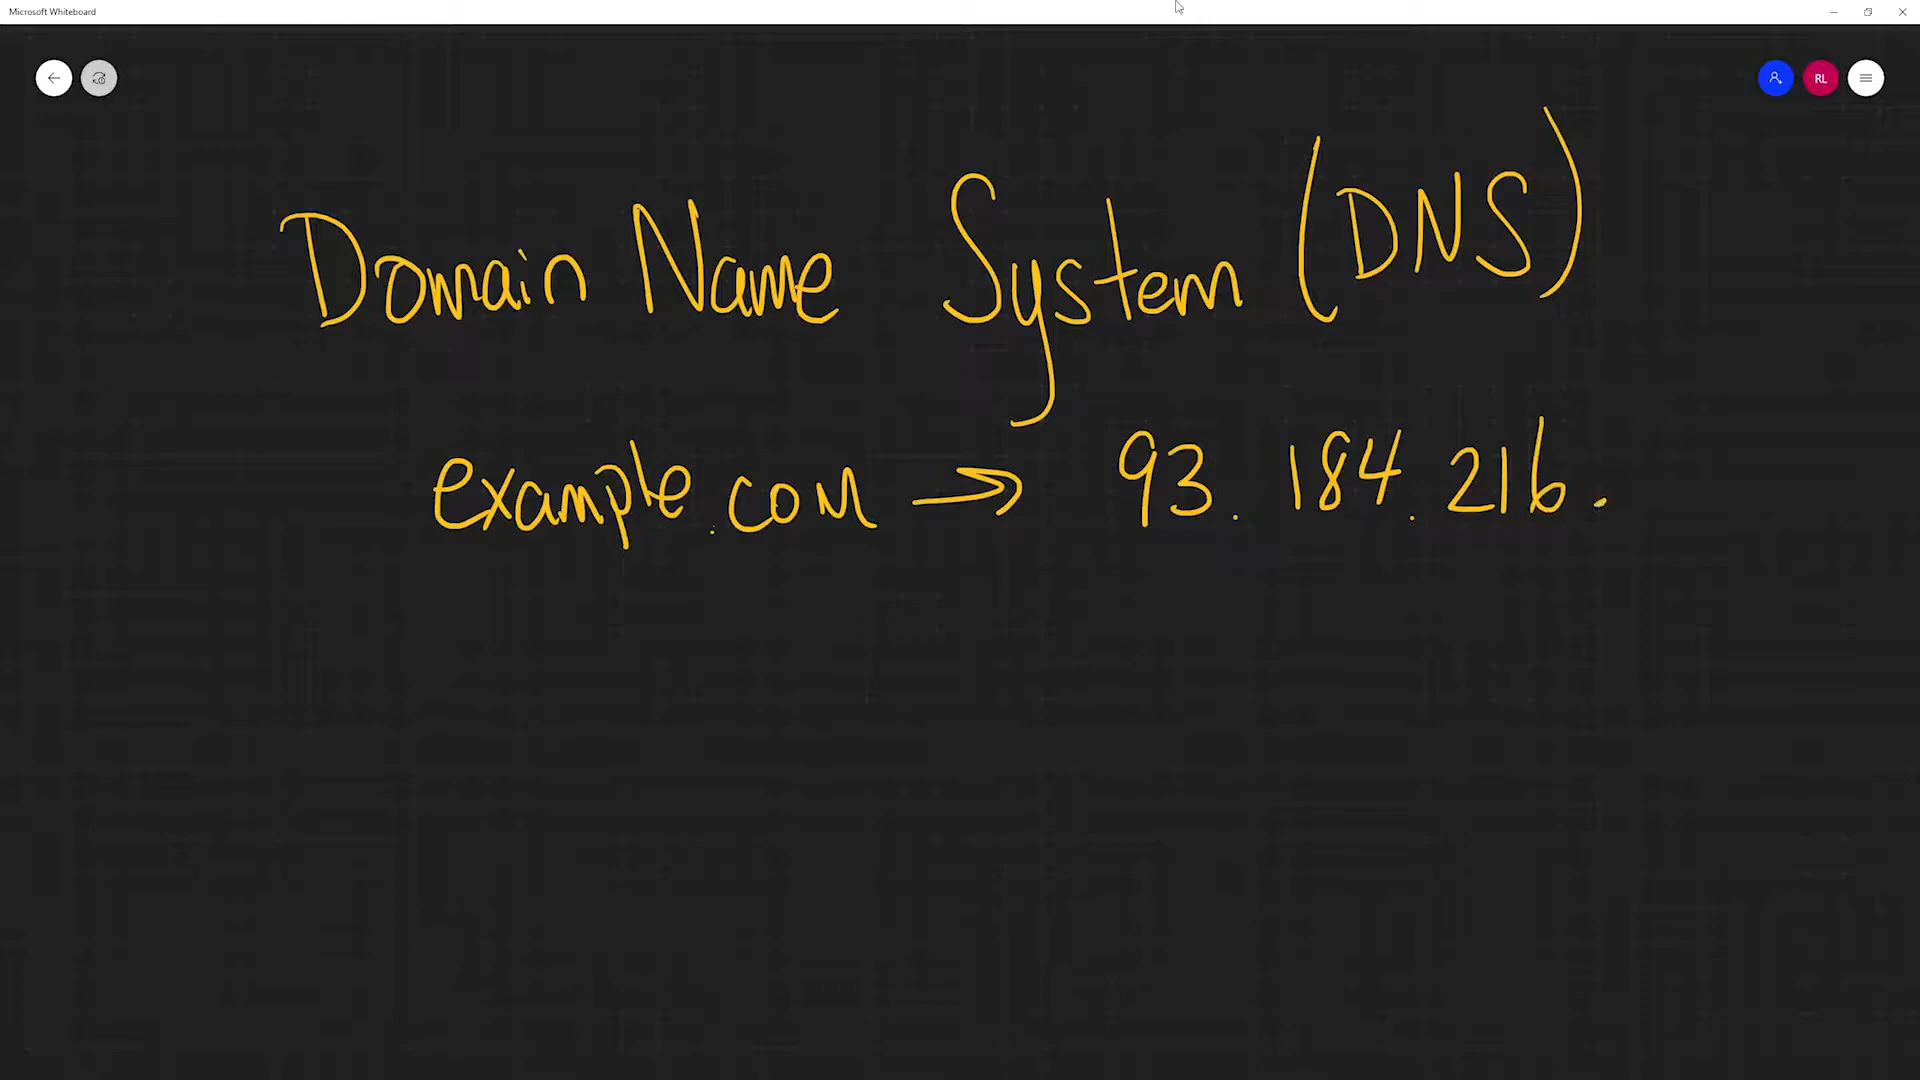 Microsoft Whiteboard
RL
Domain Name System (DNS)
example.com → 93.184.216.